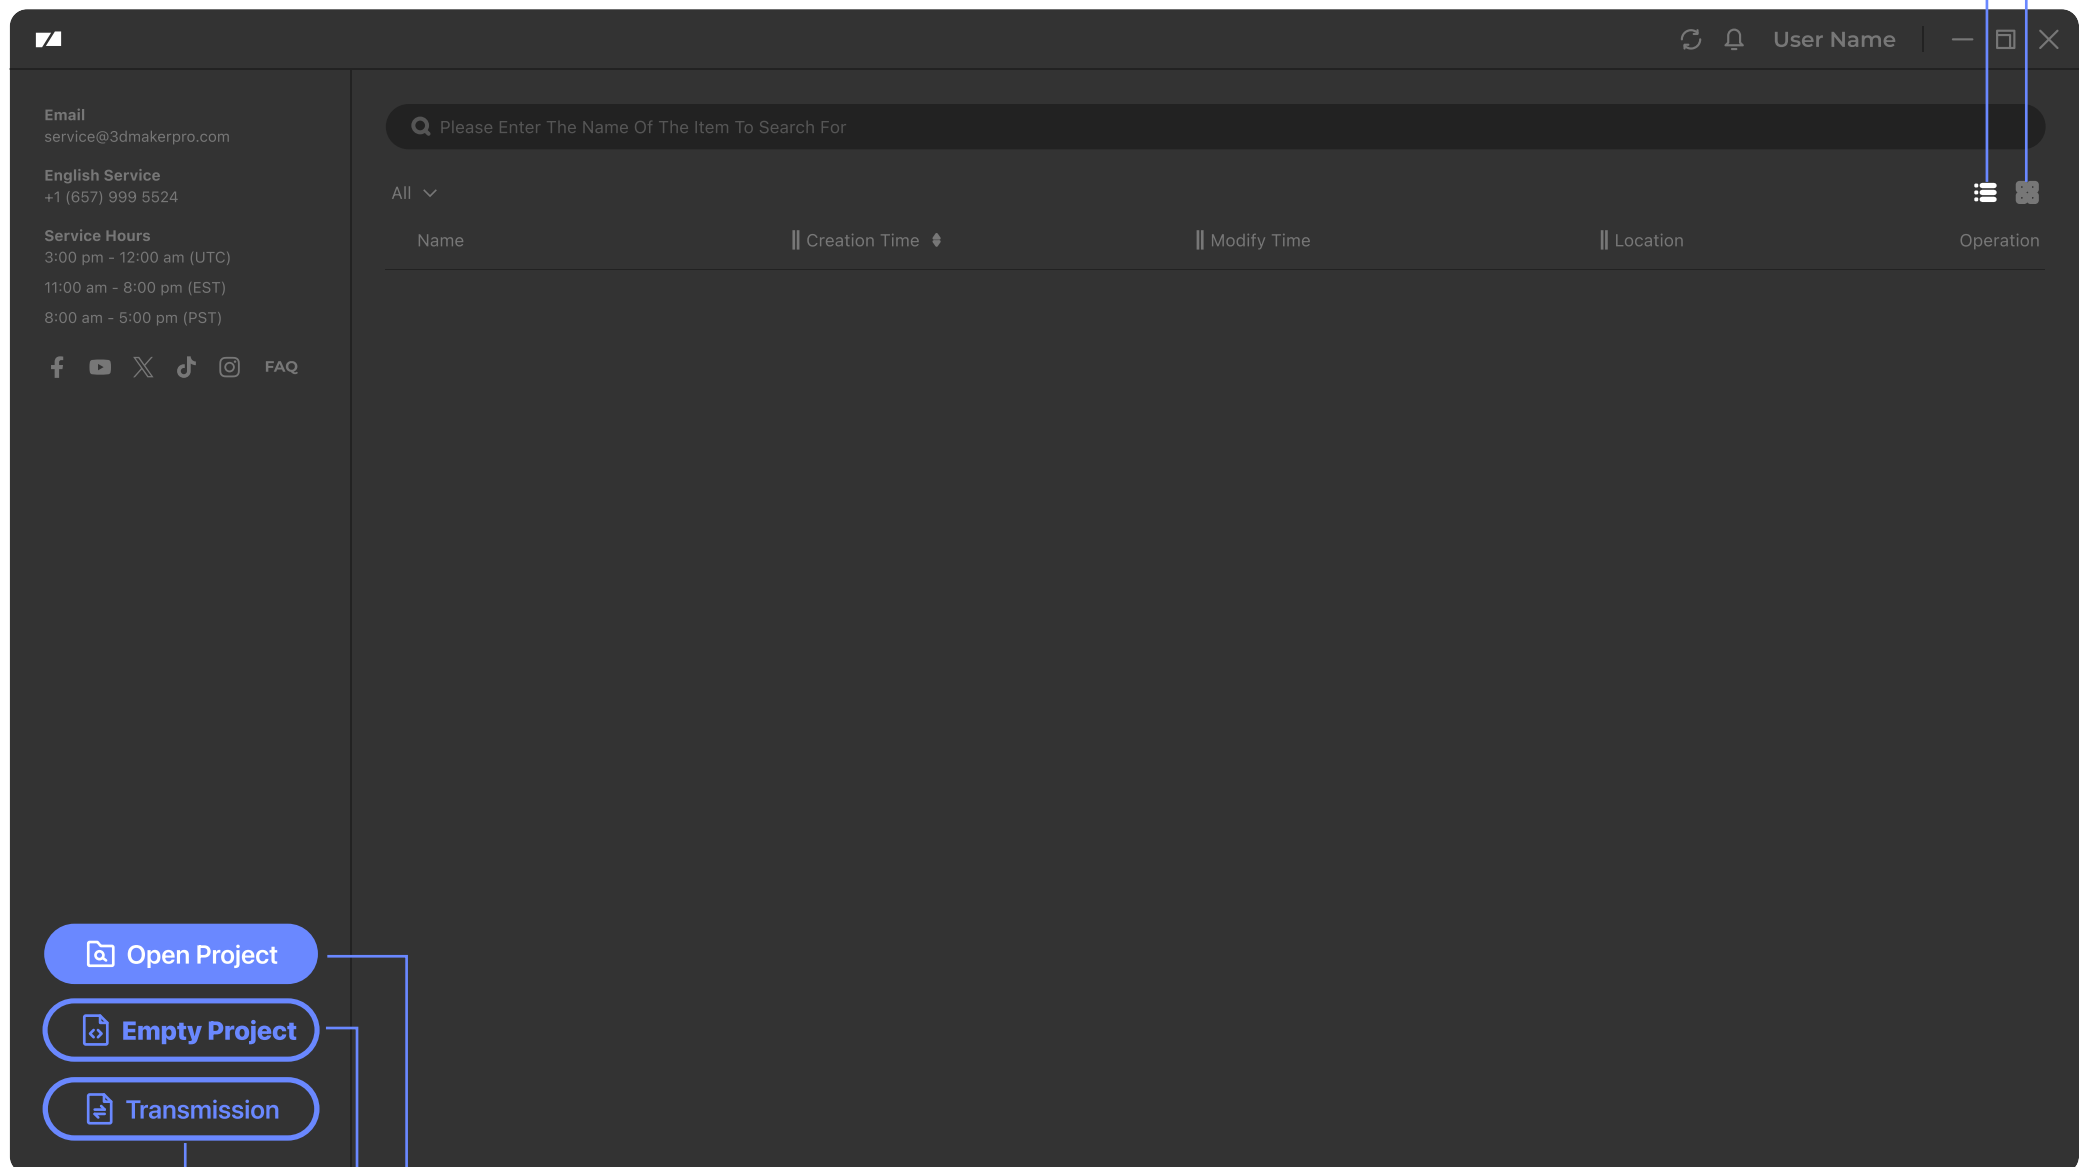 User Name
Email
service@3dmakerpro.com
English Service
+1 (657) 999 5524
Service Hours
3:00 pm - 12:00 am (UTC)
11:00 am - 8:00 pm (EST)
8:00 am - 5:00 pm (PST)
FAQ
Please Enter The Name Of The Item To Search For
All
Name Creation Time Modify Time Location Operation
Open Project
Empty Project
Transmission